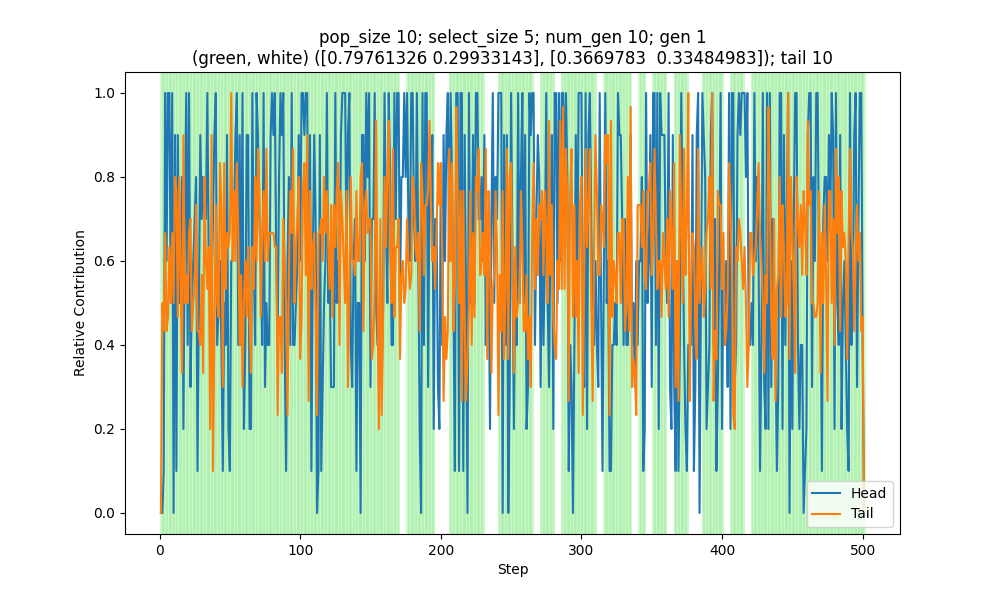 pop_size 10; select_size 5; num_gen 10; gen 1
(green, white) ([0.79761326 0.29933143], [0.3669783  0.33484983]); tail 10
1.0
0.8
0.6
0.4
0.2
0.0
Relative Contribution
Head
Tail
0 100 200 300 400 500
Step